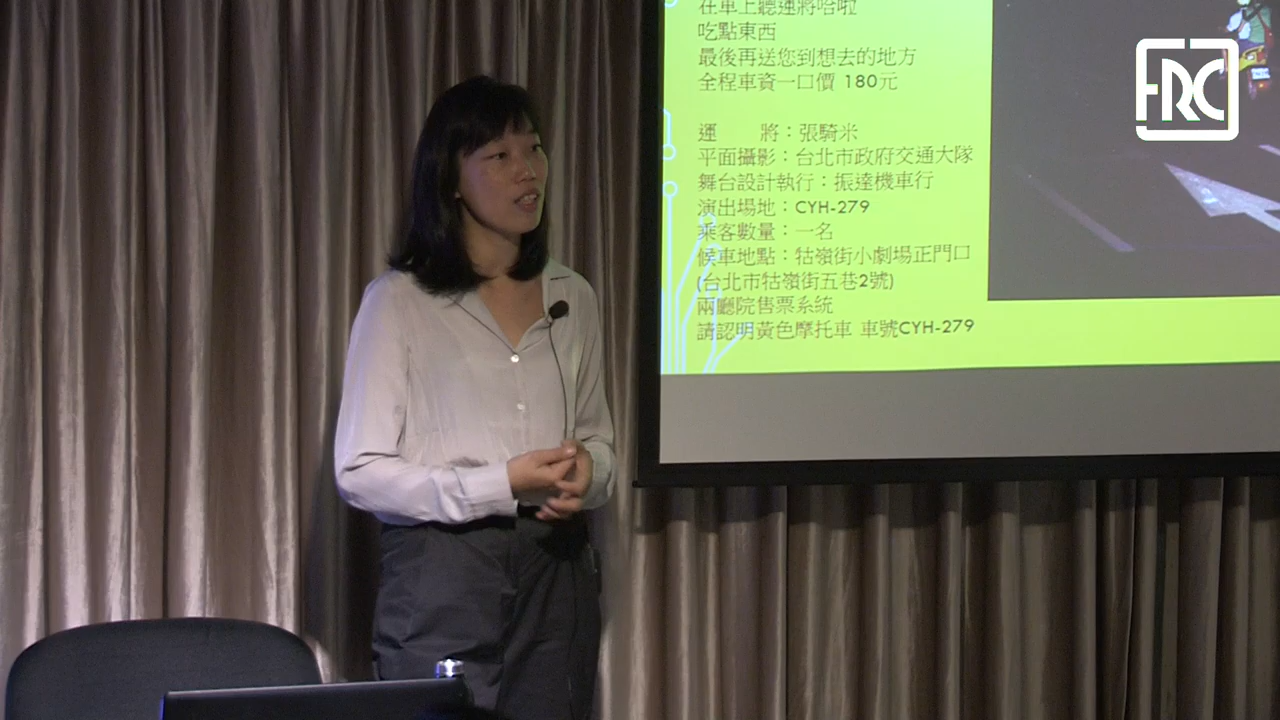 在車上聽運將哈啦
吃點東西
最後再送您到想去的地方
全程車資一口價 180元
運 將：張騎米
平面攝影：台北市政府交通大隊
舞台設計執行：振達機車行
演出場地：CYH-279
乘客數量：一名
候車地點：牯嶺街小劇場正門口
(台北市牯嶺街五巷2號)
兩廳院售票系統
請認明黃色摩托車 車號CYH-279
FRC